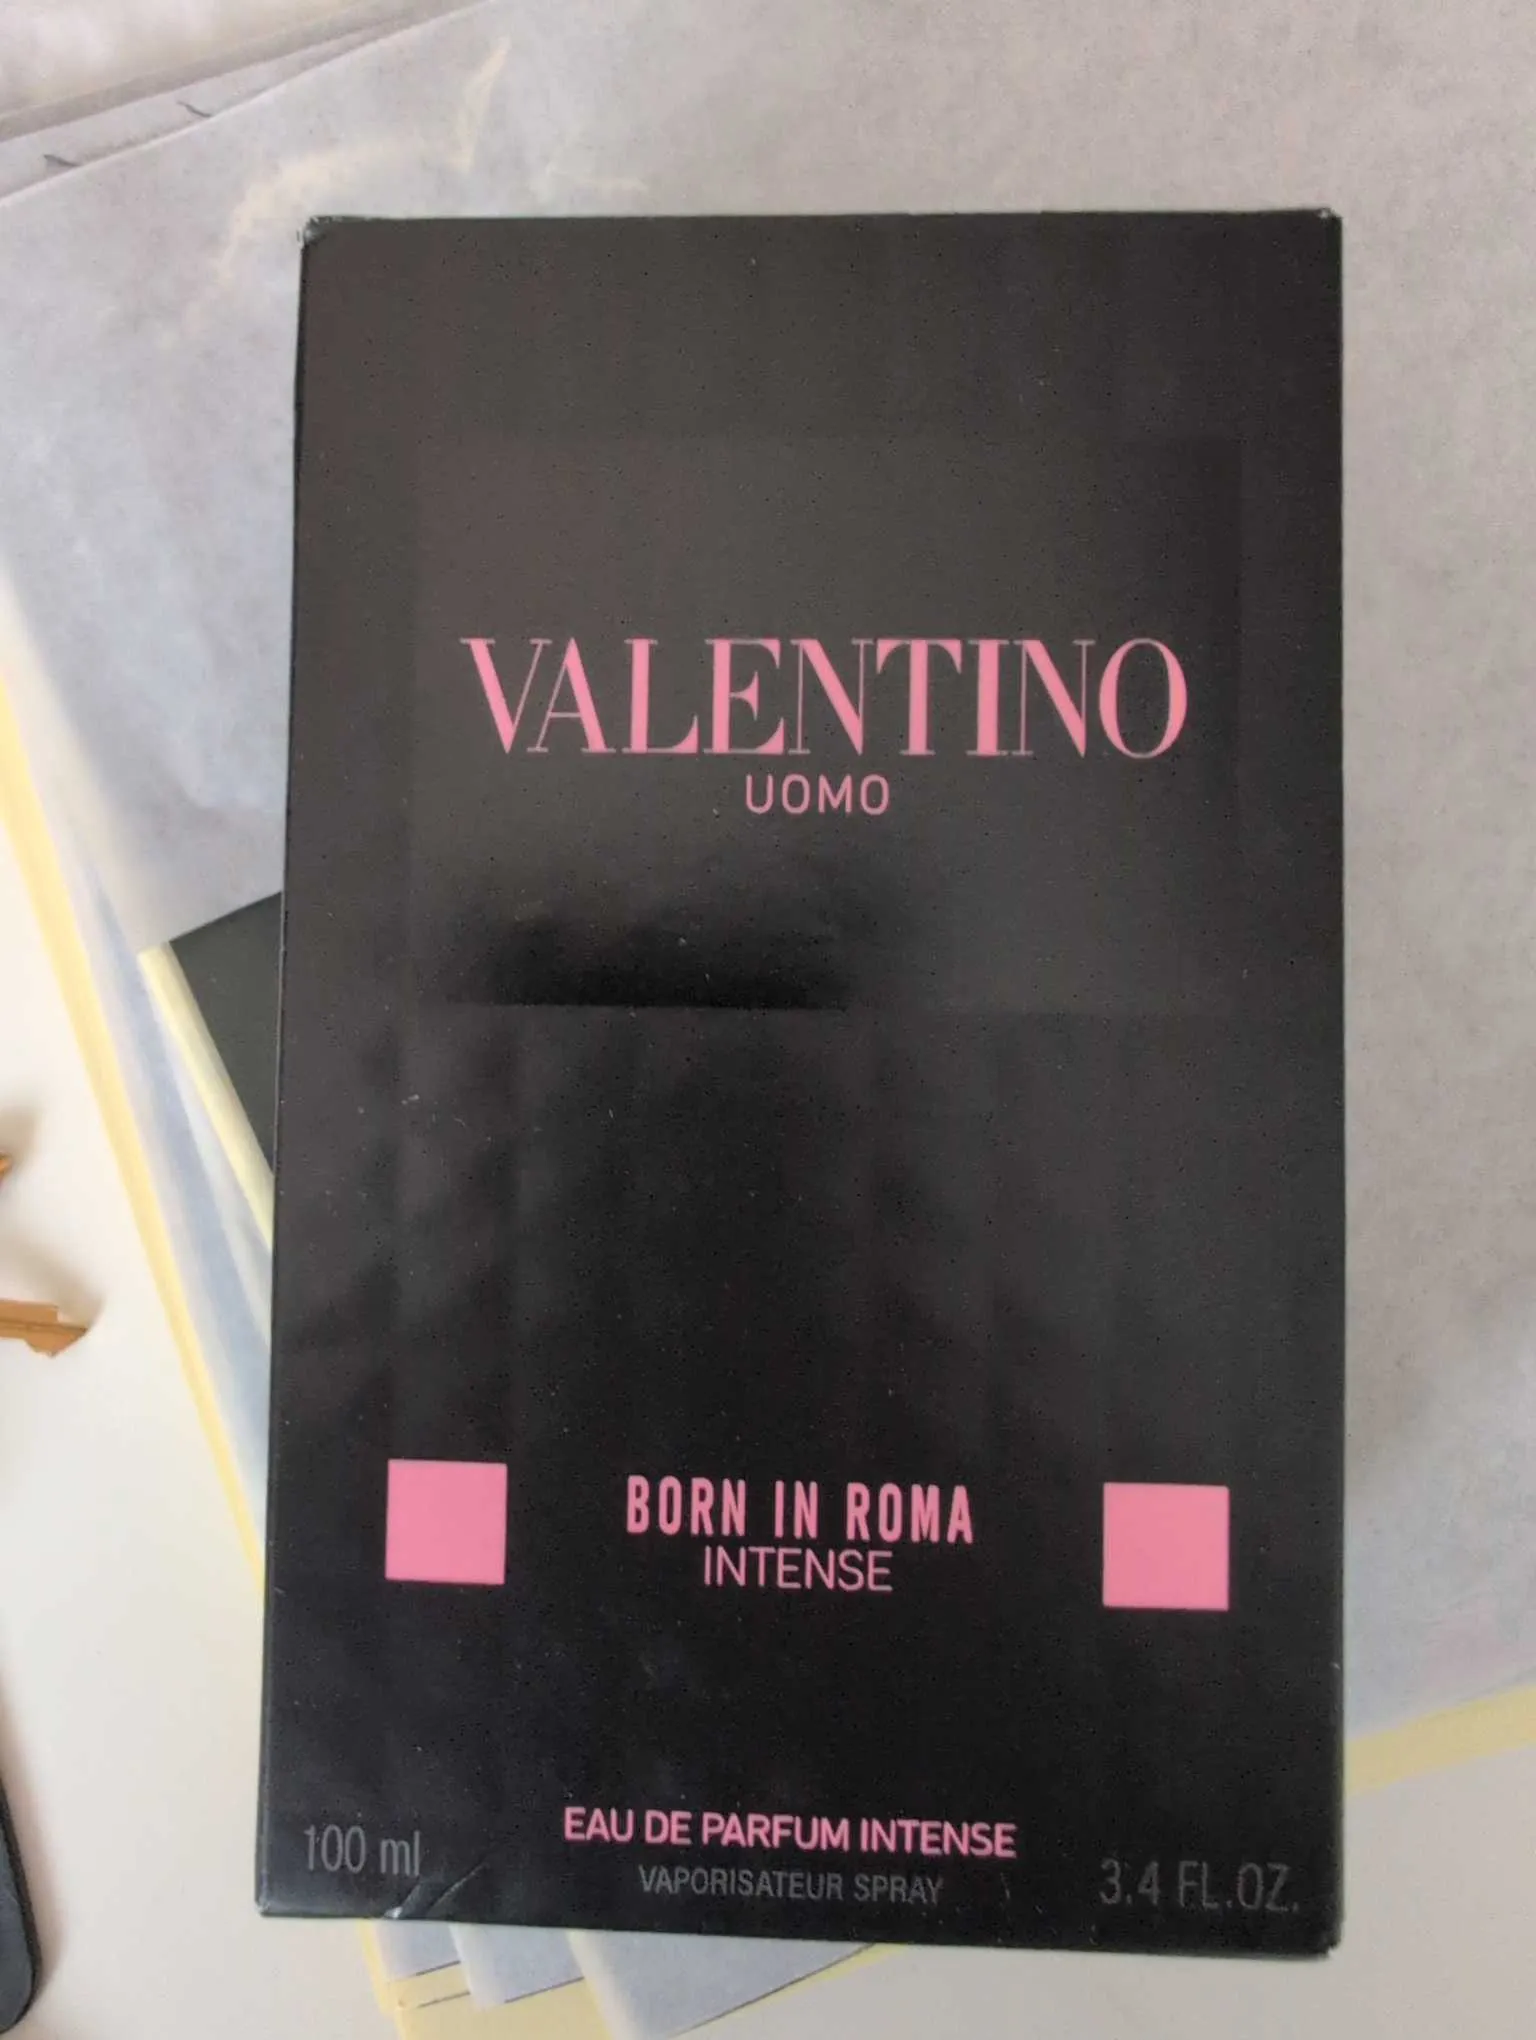 VALENTINO
UOMO
BORN IN ROMA
INTENSE
EAU DE PARFUM INTENSE
100 ml
VAPORISATEUR SPRAY
3.4 FL.OZ.